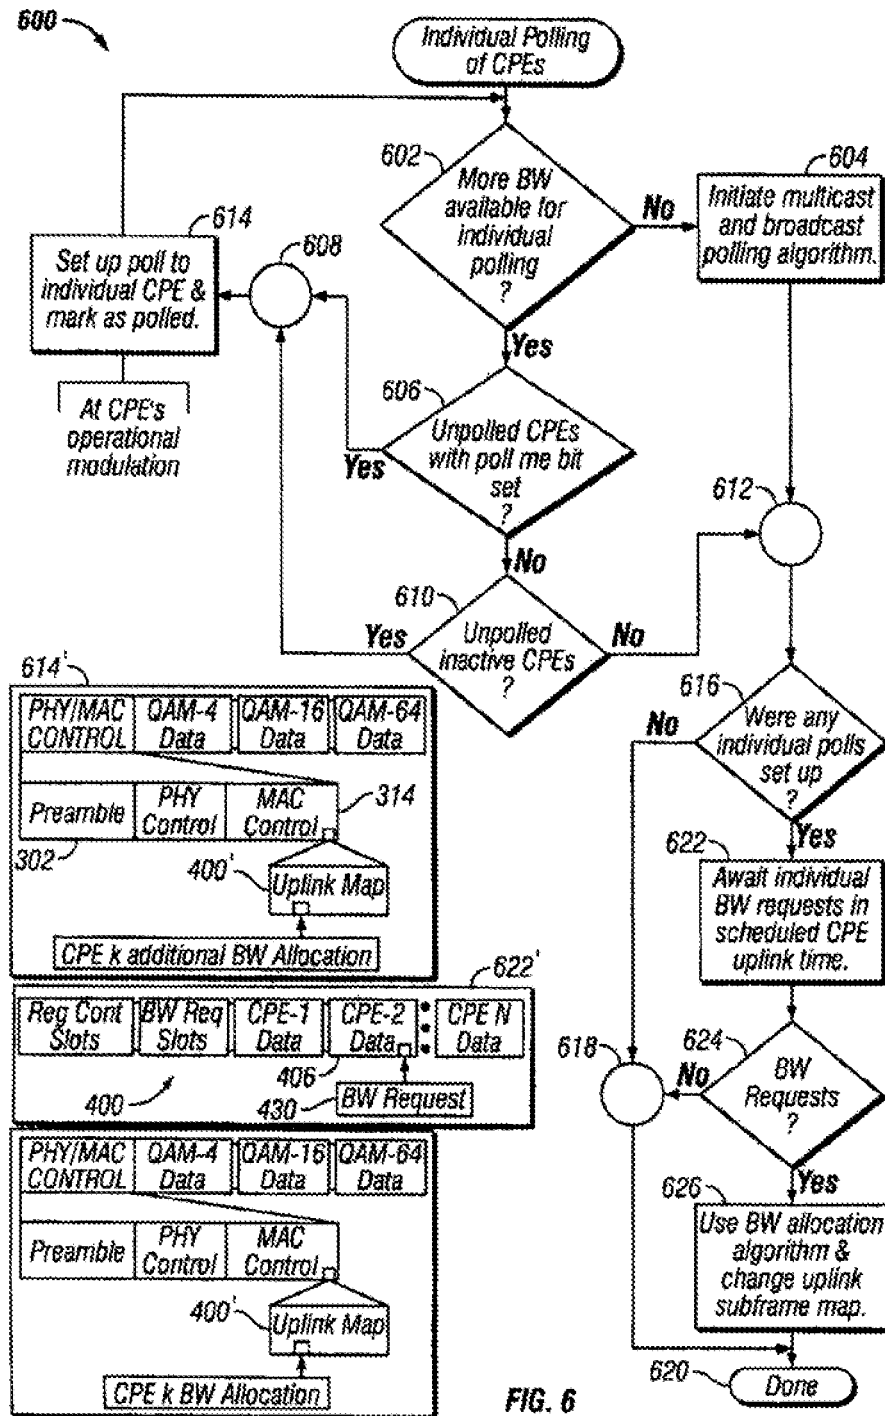 600
Individual Polling
of CPEs
602
More BW
available for
individual
polling
?
No
604
Initiate multicast
and broadcast
polling algorithm.
614
Set up poll to
individual CPE &
mark as polled.
608
Yes
At CPE's
operational
modulation
606
Unpolled CPEs
with poll me bit
set
?
Yes
No
612
610
Unpolled
inactive CPEs
?
Yes
No
616
Were any
individual polls
set up
?
No
Yes
622
Await individual
BW requests in
scheduled CPE
uplink time.
624
BW
Requests
?
No
618
Yes
626
Use BW allocation
algorithm &
change uplink
subframe map.
620
Done
614'
PHY/MAC
CONTROL
QAM-4
Data
QAM-16
Data
QAM-64
Data
Preamble
PHY
Control
MAC
Control
314
302
400'
Uplink Map
CPE k additional BW Allocation
622'
Reg Cont
Slots
BW Req
Slots
CPE-1
Data
CPE-2
Data
CPE N
Data
406
400
430
BW Request
PHY/MAC
CONTROL
QAM-4
Data
QAM-16
Data
QAM-64
Data
Preamble
PHY
Control
MAC
Control
400'
Uplink Map
CPE k BW Allocation
FIG. 6